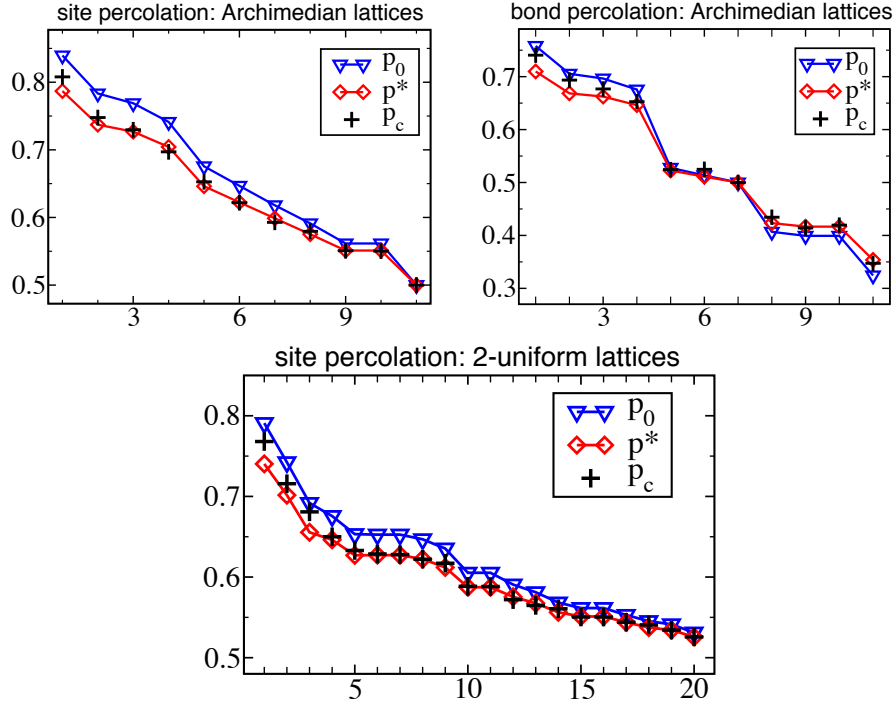 site percolation: Archimedian lattices
0.8
0.7
0.6
0.5
3
6
9
p0
p*
pc
bond percolation: Archimedian lattices
0.7
0.6
0.5
0.4
0.3
3
6
9
p0
p*
pc
site percolation: 2-uniform lattices
0.8
0.7
0.6
0.5
5
10
15
20
p0
p*
pc